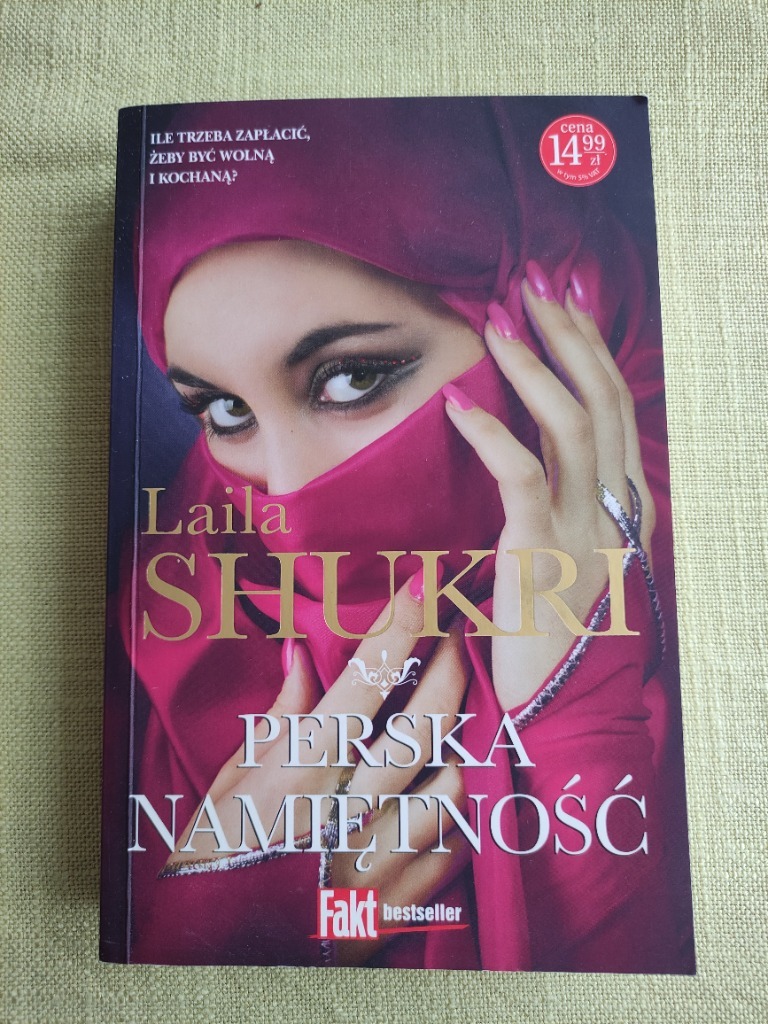 ILE TRZEBA ZAPŁACIĆ,
ŻEBY BYĆ WOLNĄ
I KOCHANĄ?
cena
14 99 zł
w tym 5% VAT
Laila
SHUKRI
PERSKA
NAMIĘTNOŚĆ
Fakt bestseller